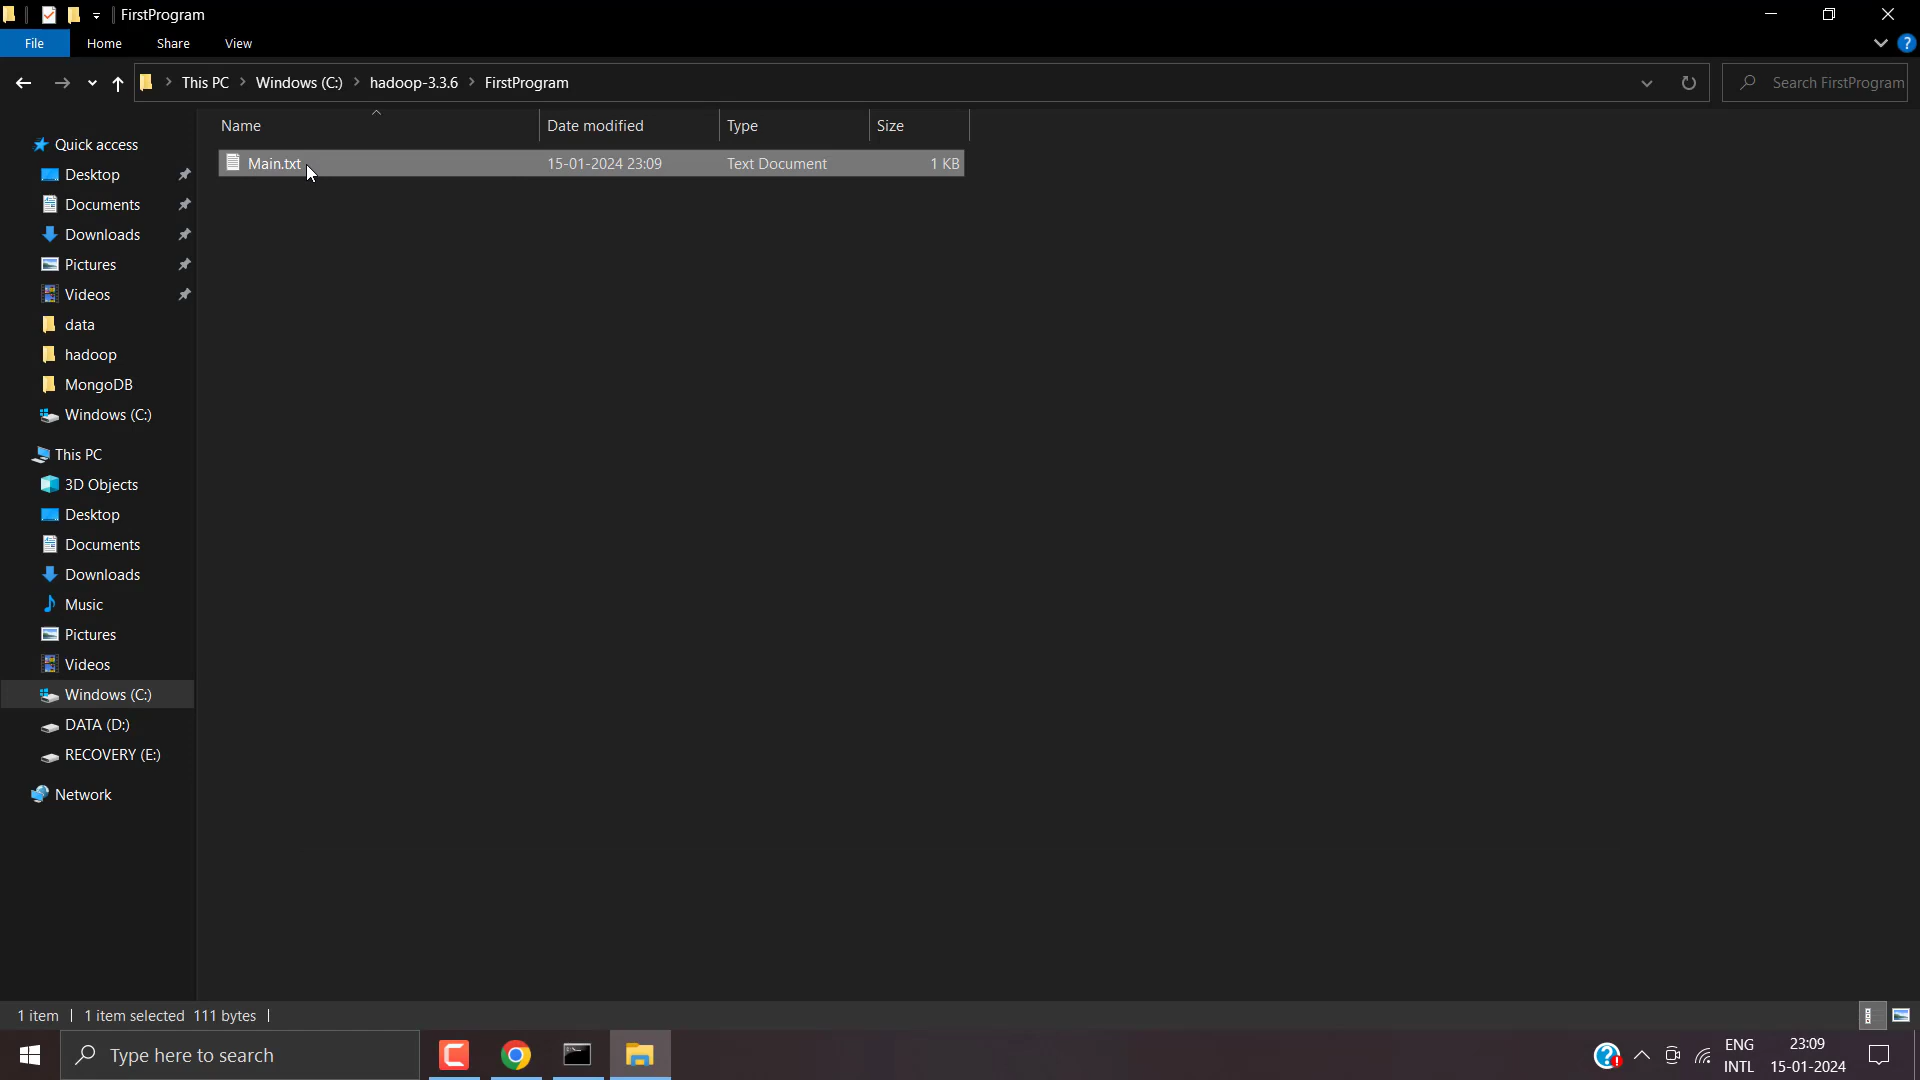 FirstProgram
File Home Share View
This PC Windows (C:) hadoop-3.3.6 FirstProgram
Search FirstProgram
Name Date modified Type Size
Main.txt 15-01-2024 23:09 Text Document 1 KB
Quick access
Desktop
Documents
Downloads
Pictures
Videos
data
hadoop
MongoDB
Windows (C:)
This PC
3D Objects
Desktop
Documents
Downloads
Music
Pictures
Videos
Windows (C:)
DATA (D:)
RECOVERY (E:)
Network
1 item 1 item selected 111 bytes
Type here to search
ENG
INTL
23:09
15-01-2024